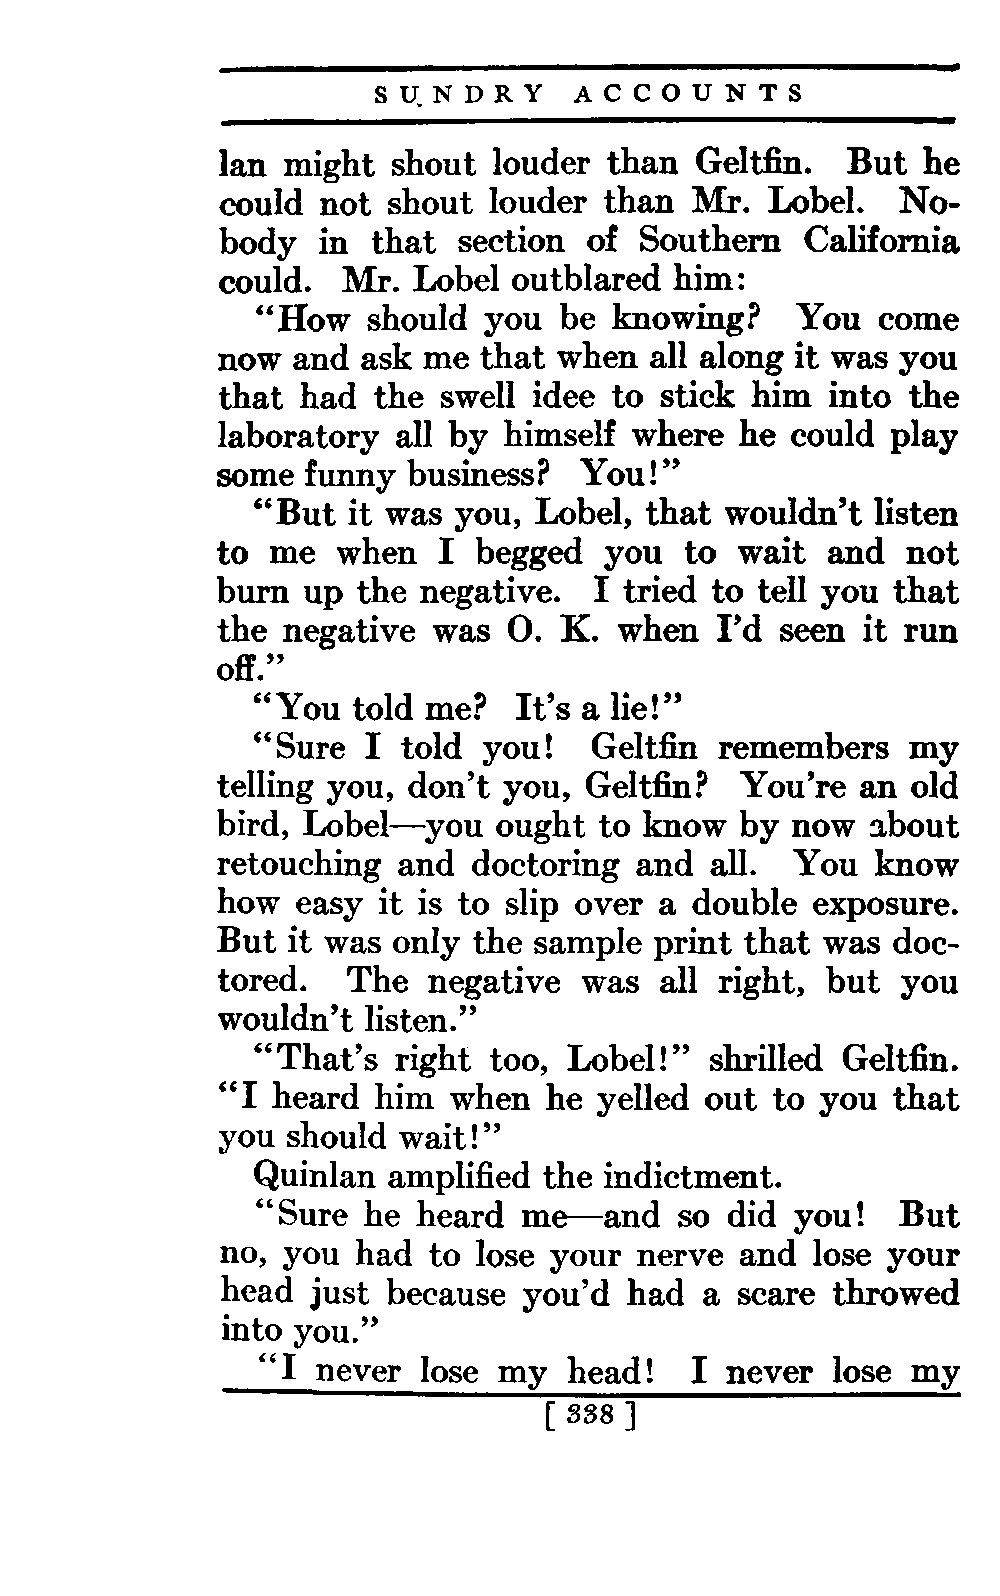 SUNDRY ACCOUNTS
lan might shout louder than Geltfin. But he
could not shout louder than Mr. Lobel. No-
body in that section of Southern California
could. Mr. Lobel outblared him:
“How should you be knowing? You come
now and ask me that when all along it was you
that had the swell idee to stick him into the
laboratory all by himself where he could play
some funny business? You!”
“But it was you, Lobel, that wouldn’t listen
to me when I begged you to wait and not
burn up the negative. I tried to tell you that
the negative was O. K. when I’d seen it run
off.”
“You told me? It’s a lie!”
“Sure I told you! Geltfin remembers my
telling you, don’t you, Geltfin? You’re an old
bird, Lobel—you ought to know by now about
retouching and doctoring and all. You know
how easy it is to slip over a double exposure.
But it was only the sample print that was doc-
tored. The negative was all right, but you
wouldn’t listen.”
“That’s right too, Lobel!” shrilled Geltfin.
“I heard him when he yelled out to you that
you should wait!”
Quinlan amplified the indictment.
“Sure he heard me—and so did you! But
no, you had to lose your nerve and lose your
head just because you’d had a scare throwed
into you.”
“I never lose my head! I never lose my
[ 338 ]